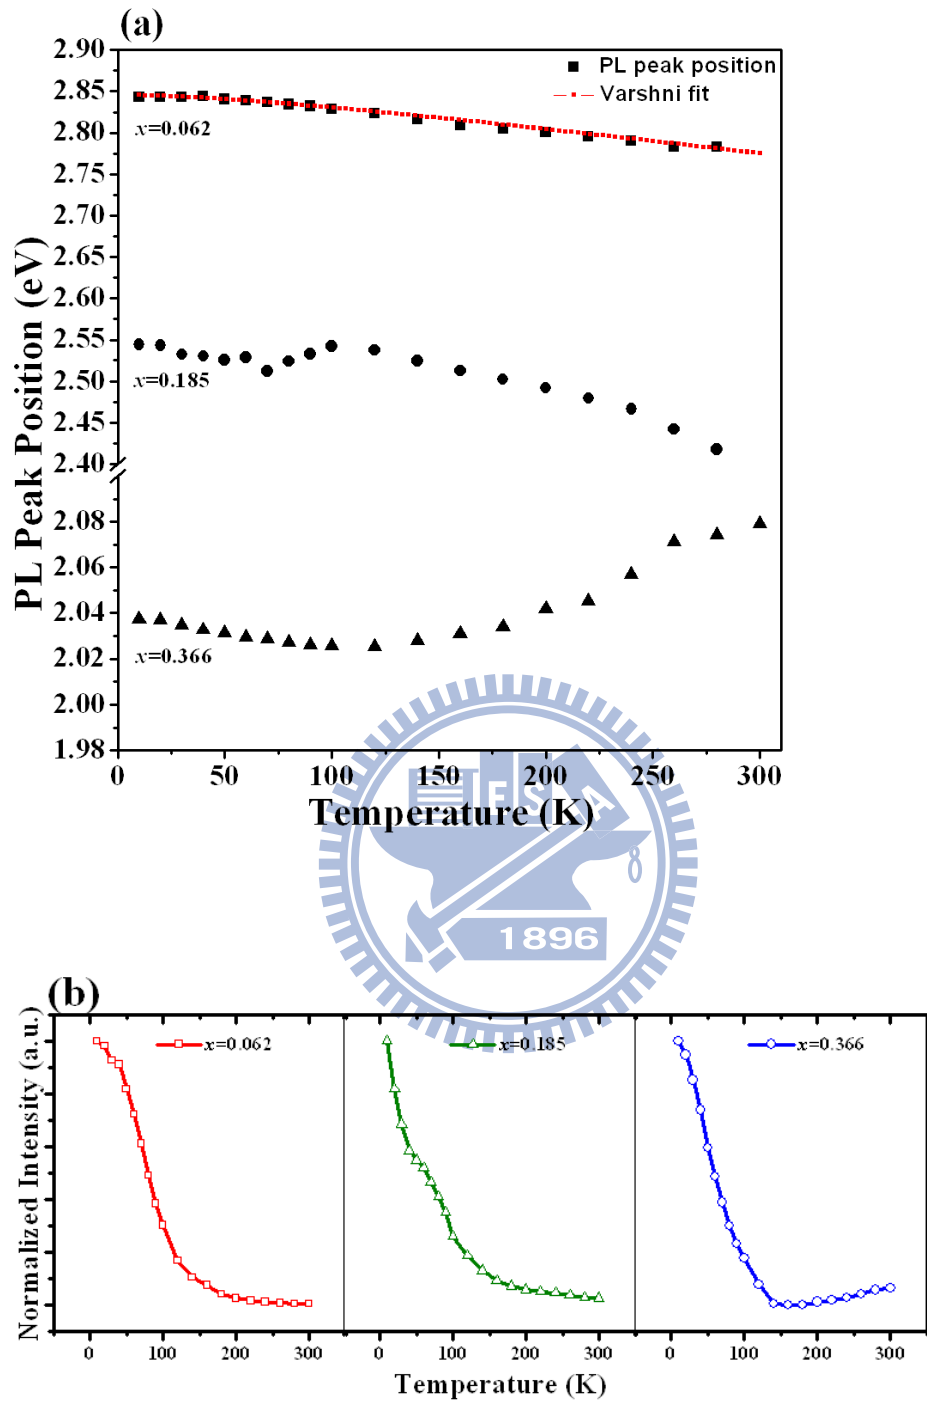 (a)
PL peak position
Varshni fit
2.90
2.85
2.80
2.75
2.70
2.65
2.60
2.55
2.50
2.45
2.40
2.08
2.06
2.04
2.02
2.00
1.98
x=0.062
x=0.185
x=0.366
PL Peak Position (eV)
0 50 100 150 200 250 300
Temperature (K)
ESA
1896
(b)
Normalized Intensity (a.u.)
x=0.062
x=0.185
x=0.366
0 100 200 300 0 100 200 300 0 100 200 300
Temperature (K)